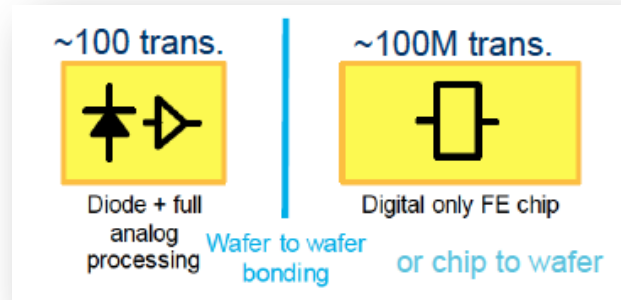 ~100 trans.
~100M trans.
Diode + full
analog
processing
Wafer to wafer
bonding
Digital only FE chip
or chip to wafer